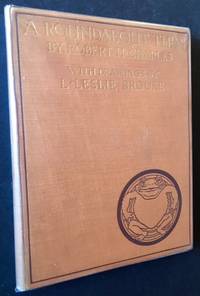 A ROUNDABOUT TURN
BY ROBERT H. CHARLES
WITH DRAWINGS BY
L. LESLIE BROOKE